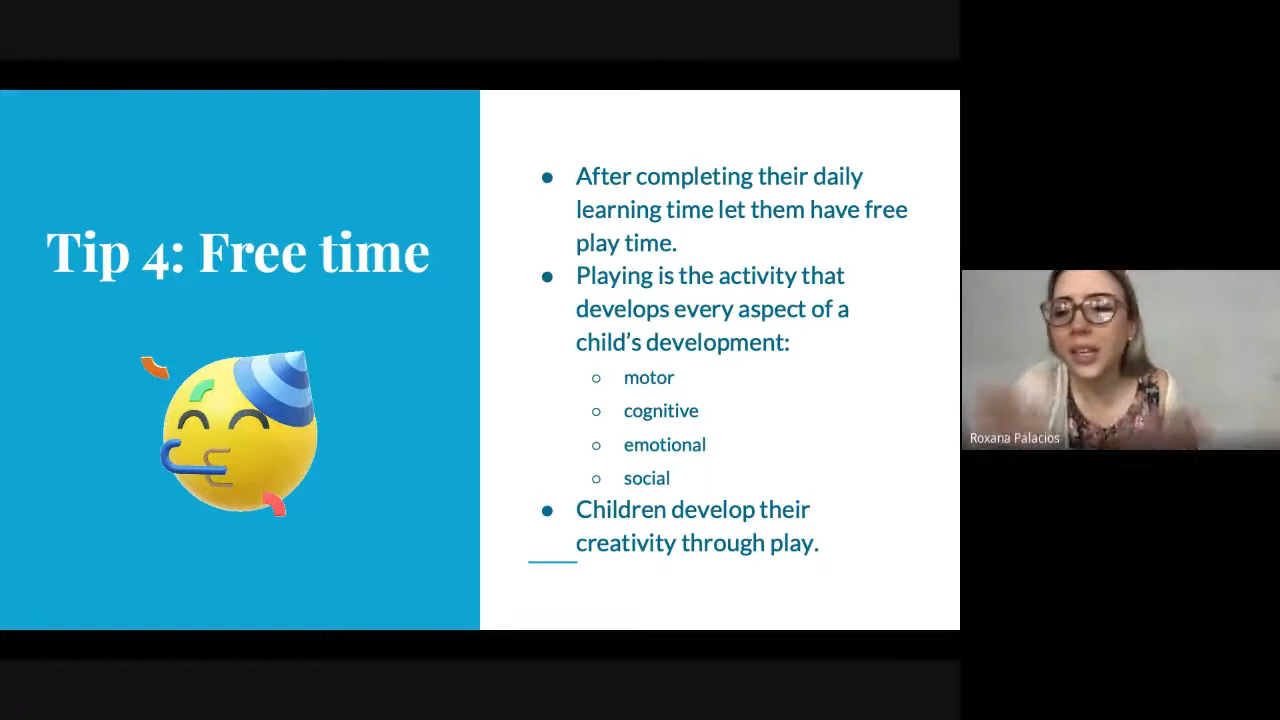 Tip 4: Free time
● After completing their daily
learning time let them have free
play time.
● Playing is the activity that
develops every aspect of a
child’s development:
○ motor
○ cognitive
○ emotional
○ social
● Children develop their
creativity through play.
Roxana Palacios